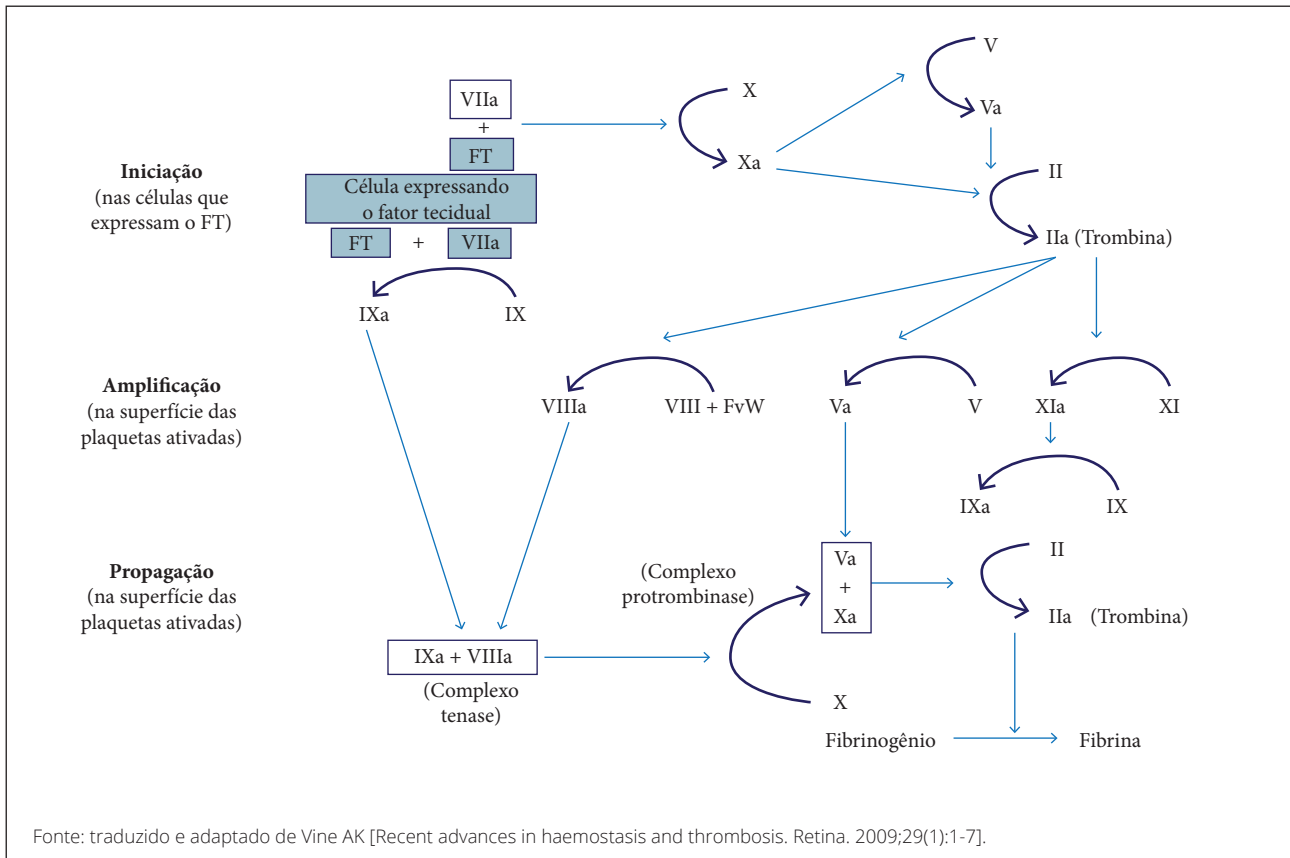 V
VIIa
X
+
Va
FT
Xa
II
Iniciação
(nas células que
expressam o FT)
Célula expressando
o fator tecidual
FT + VIIa
IIa (Trombina)
IXa IX
Amplificação
(na superfície das
plaquetas ativadas)
VIIIa VIII + FvW Va V XIa XI
IXa IX
Propagação
(na superfície das
plaquetas ativadas)
(Complexo
protrombinase)
Va
+
Xa
II
IIa (Trombina)
IXa + VIIIa
(Complexo
tenase)
X
Fibrinogênio Fibrina
Fonte: traduzido e adaptado de Vine AK [Recent advances in haemostasis and thrombosis. Retina. 2009;29(1):1-7].